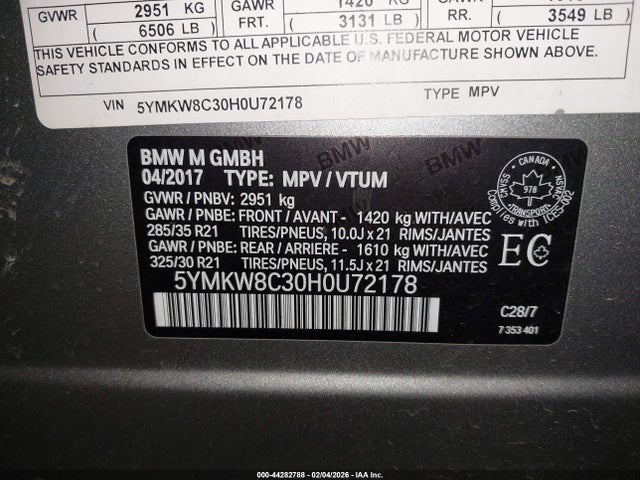 GVWR 2951 KG GAWR 1420 KG GAWR
6506 LB FRT. 3131 LB RR. 3549 LB
THIS VEHICLE CONFORMS TO ALL APPLICABLE U.S. FEDERAL MOTOR VEHICLE
SAFETY STANDARDS IN EFFECT ON THE DATE OF MANUFACTURE SHOWN ABOVE.
VIN 5YMKW8C30H0U72178 TYPE MPV
BMW M GMBH
04/2017 TYPE: MPV / VTUM
GVWR / PNBV: 2951 kg
GAWR / PNBE: FRONT / AVANT - 1420 kg WITH/AVEC
285/35 R21 TIRES/PNEUS, 10.0J x 21 RIMS/JANTES
GAWR / PNBE: REAR / ARRIERE - 1610 kg WITH/AVEC
325/30 R21 TIRES/PNEUS, 11.5J x 21 RIMS/JANTES
5YMKW8C30H0U72178
CANADA
978
TRANSPORT
EC
C28/7
7 353 401
BMW
000-44282788 - 02/04/2026 - IAA Inc.